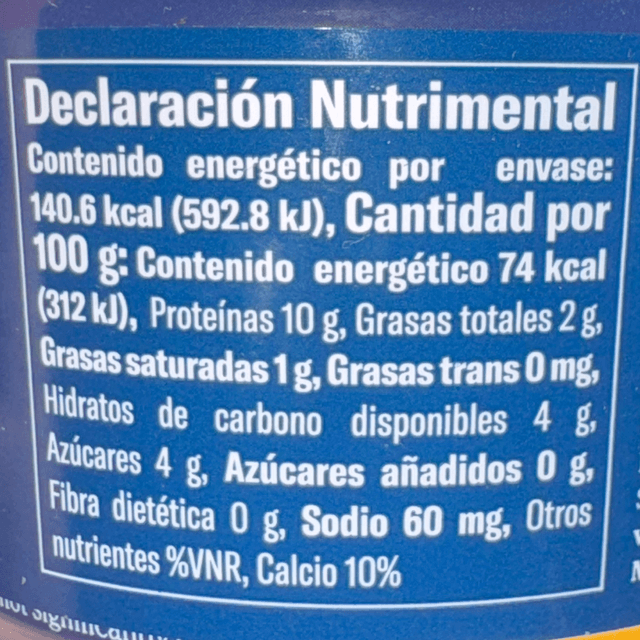 Declaración Nutrimental
Contenido energético por envase:
140.6 kcal (592.8 kJ), Cantidad por
100 g: Contenido energético 74 kcal
(312 kJ), Proteínas 10 g, Grasas totales 2 g,
Grasas saturadas 1 g, Grasas trans 0 mg,
Hidratos de carbono disponibles 4 g,
Azúcares 4 g, Azúcares añadidos 0 g,
Fibra dietética 0 g, Sodio 60 mg, Otros
nutrientes %VNR, Calcio 10%